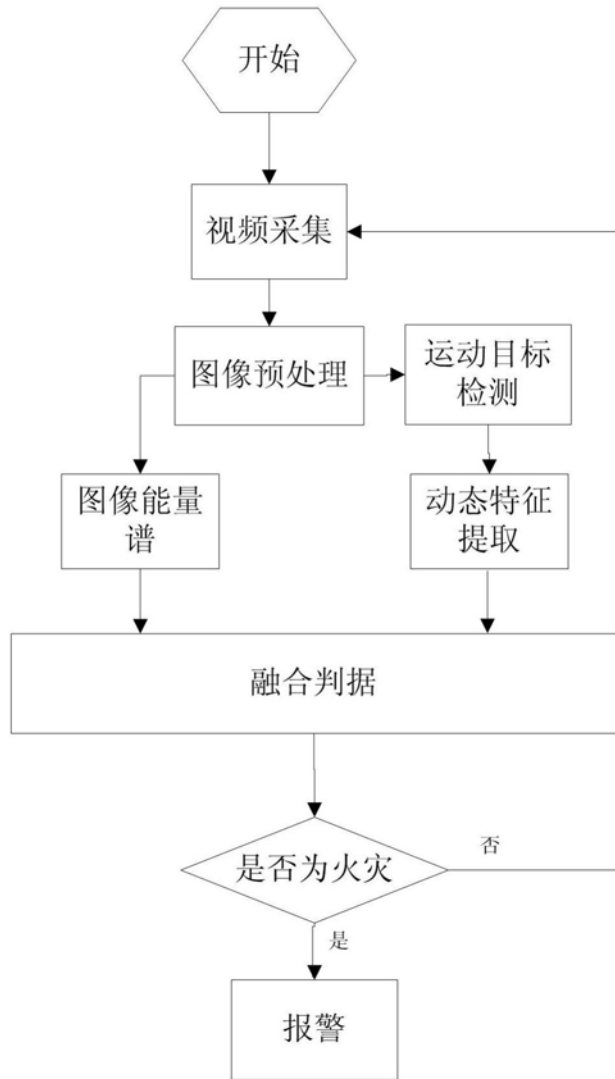 开始
视频采集
图像预处理
运动目标
检测
图像能量
谱
动态特征
提取
融合判据
是否为火灾
否
是
报警